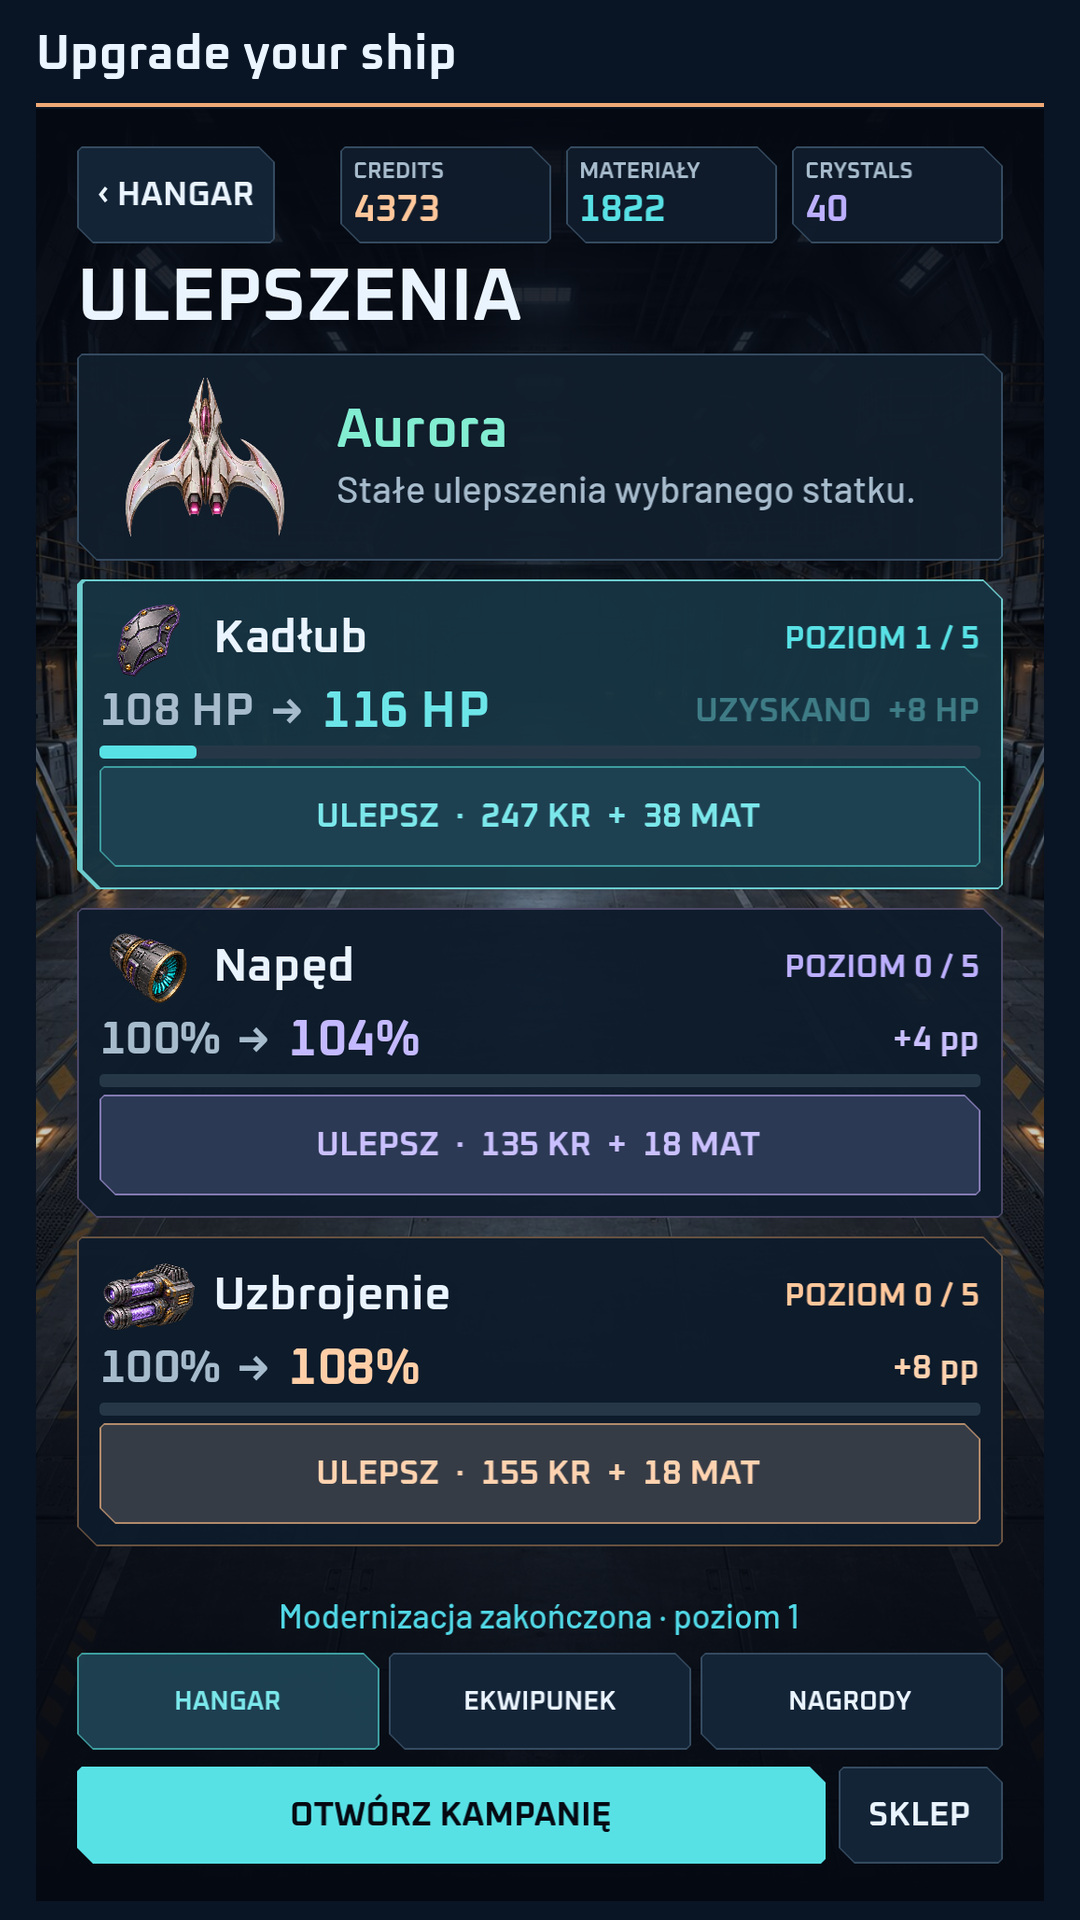 Upgrade your ship
‹ HANGAR
CREDITS
4373
MATERIAŁY
1822
CRYSTALS
40
ULEPSZENIA
Aurora
Stałe ulepszenia wybranego statku.
Kadłub
POZIOM 1 / 5
108 HP → 116 HP
UZYSKANO +8 HP
ULEPSZ · 247 KR + 38 MAT
Napęd
POZIOM 0 / 5
100% → 104%
+4 pp
ULEPSZ · 135 KR + 18 MAT
Uzbrojenie
POZIOM 0 / 5
100% → 108%
+8 pp
ULEPSZ · 155 KR + 18 MAT
Modernizacja zakończona · poziom 1
HANGAR
EKWIPUNEK
NAGRODY
OTWÓRZ KAMPANIĘ
SKLEP